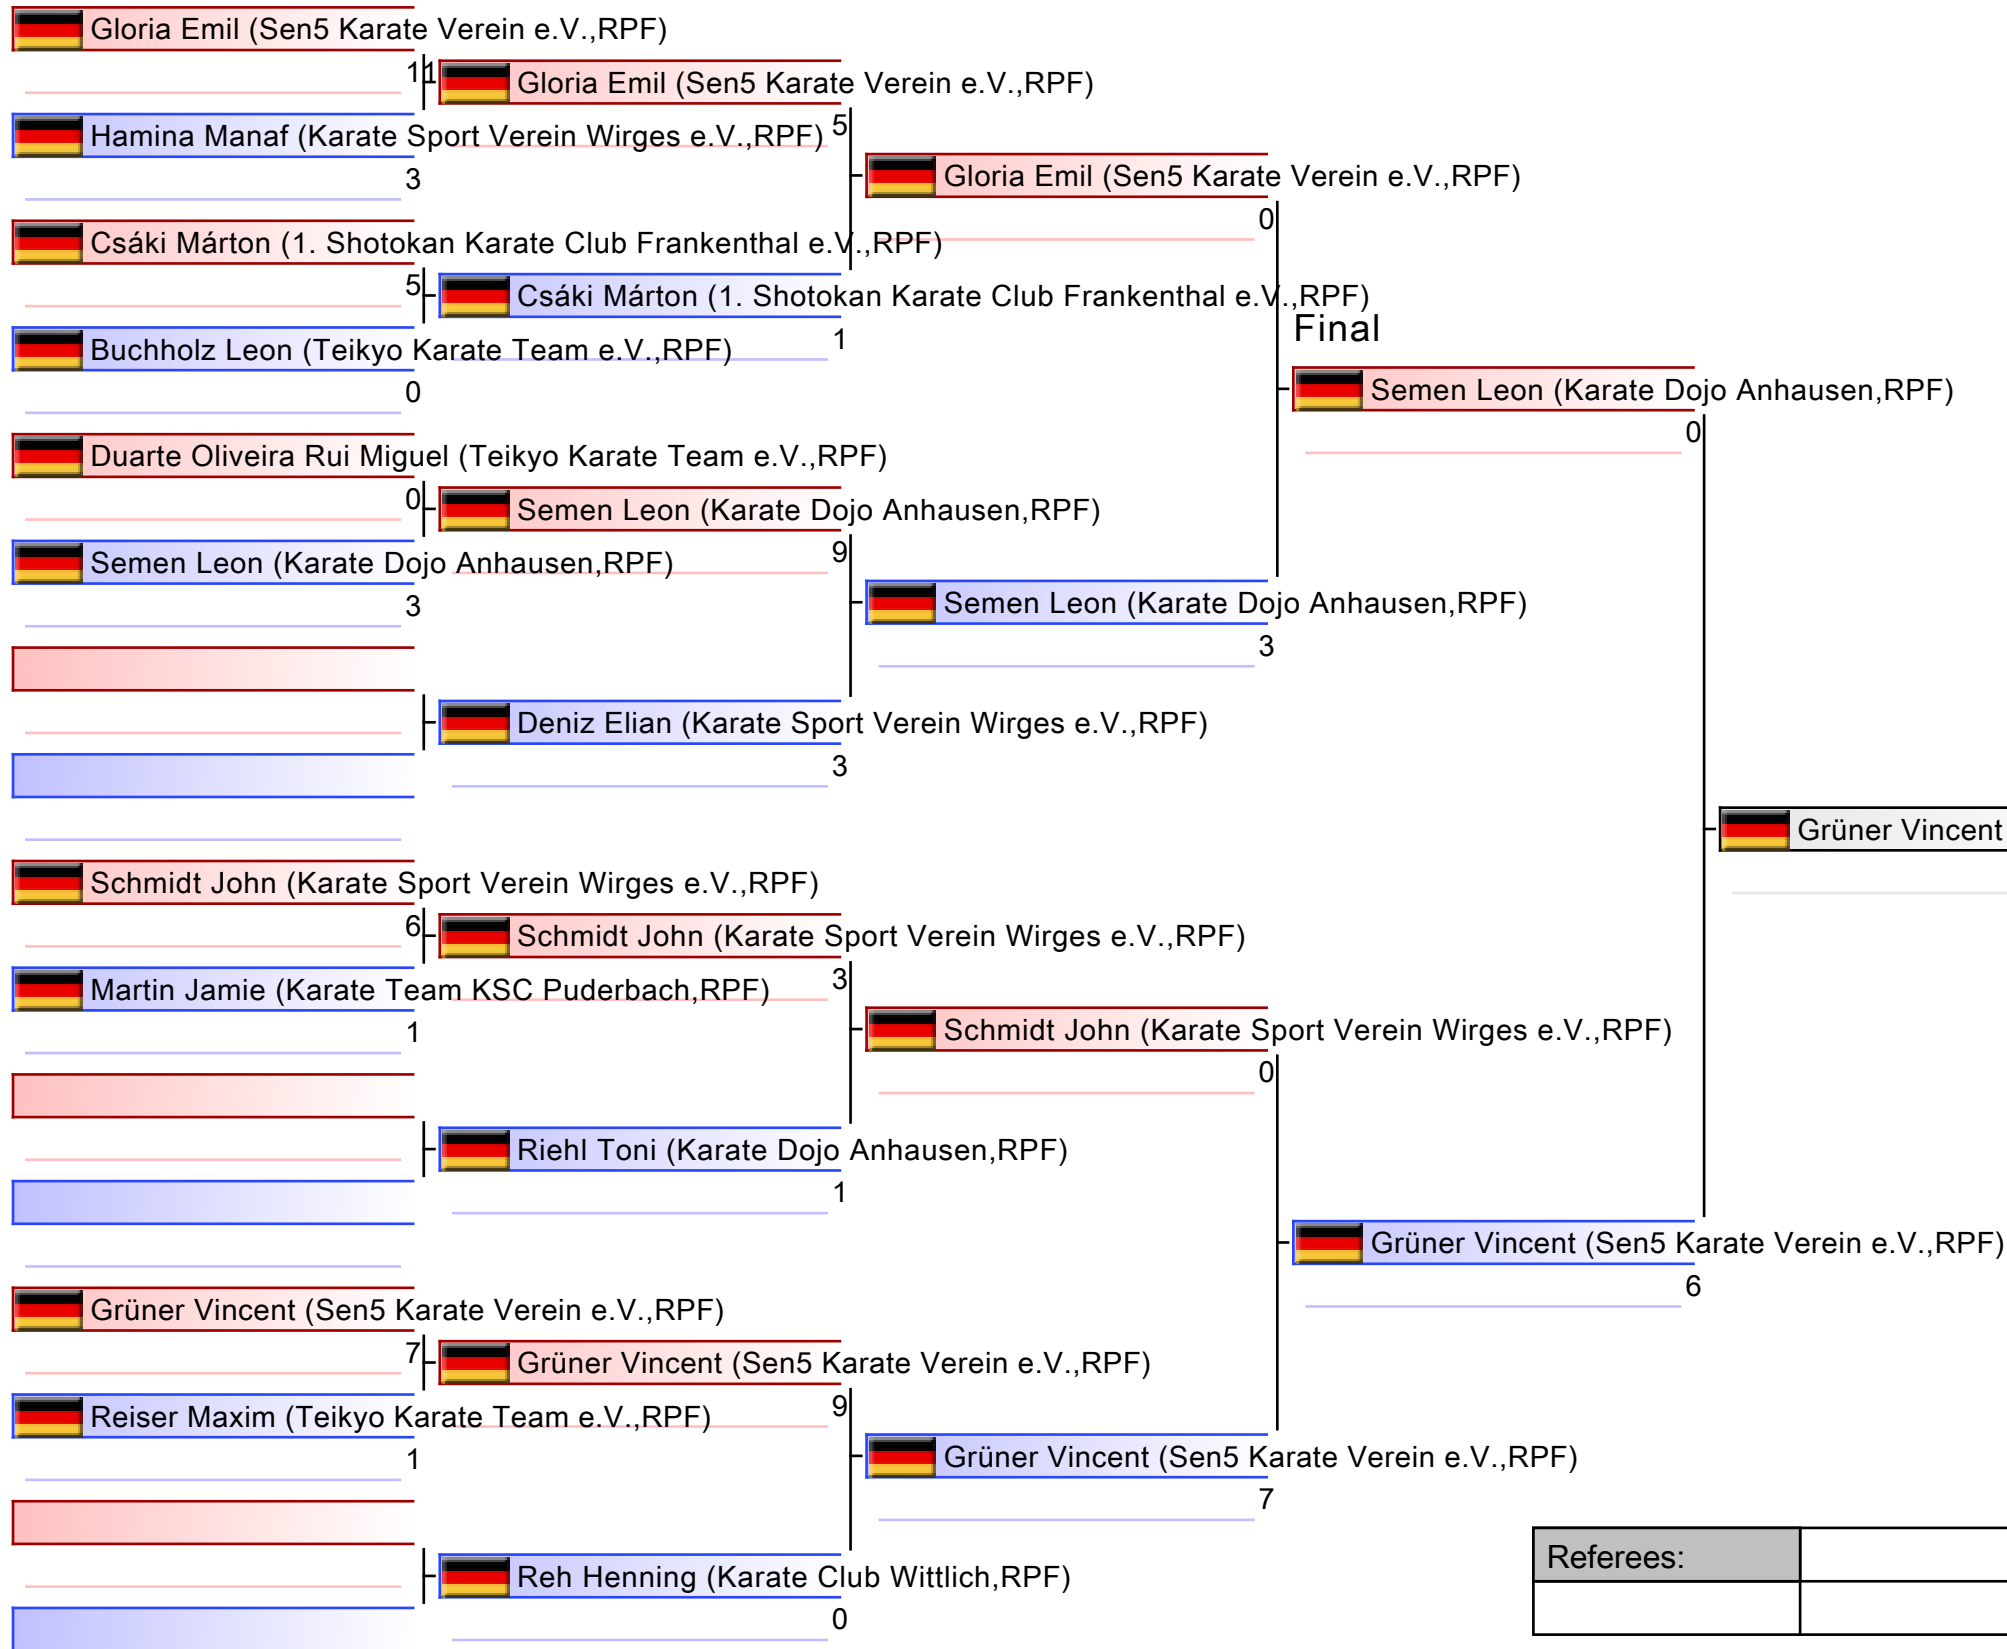 Gloria Emil (Sen5 Karate Verein e.V.,RPF)
11
Gloria Emil (Sen5 Karate Verein e.V.,RPF)
Hamina Manaf (Karate Sport Verein Wirges e.V.,RPF)
5
3
Gloria Emil (Sen5 Karate Verein e.V.,RPF)
0
Csáki Márton (1. Shotokan Karate Club Frankenthal e.V.,RPF)
5
Csáki Márton (1. Shotokan Karate Club Frankenthal e.V.,RPF)
Final
1
Buchholz Leon (Teikyo Karate Team e.V.,RPF)
0
Semen Leon (Karate Dojo Anhausen,RPF)
0
Duarte Oliveira Rui Miguel (Teikyo Karate Team e.V.,RPF)
0
Semen Leon (Karate Dojo Anhausen,RPF)
9
Semen Leon (Karate Dojo Anhausen,RPF)
3
Semen Leon (Karate Dojo Anhausen,RPF)
3
Deniz Elian (Karate Sport Verein Wirges e.V.,RPF)
3
Grüner Vincent
Schmidt John (Karate Sport Verein Wirges e.V.,RPF)
6
Schmidt John (Karate Sport Verein Wirges e.V.,RPF)
3
Martin Jamie (Karate Team KSC Puderbach,RPF)
1
Schmidt John (Karate Sport Verein Wirges e.V.,RPF)
0
Riehl Toni (Karate Dojo Anhausen,RPF)
1
Grüner Vincent (Sen5 Karate Verein e.V.,RPF)
6
Grüner Vincent (Sen5 Karate Verein e.V.,RPF)
7
Grüner Vincent (Sen5 Karate Verein e.V.,RPF)
9
Reiser Maxim (Teikyo Karate Team e.V.,RPF)
1
Grüner Vincent (Sen5 Karate Verein e.V.,RPF)
7
Reh Henning (Karate Club Wittlich,RPF)
0
Referees: